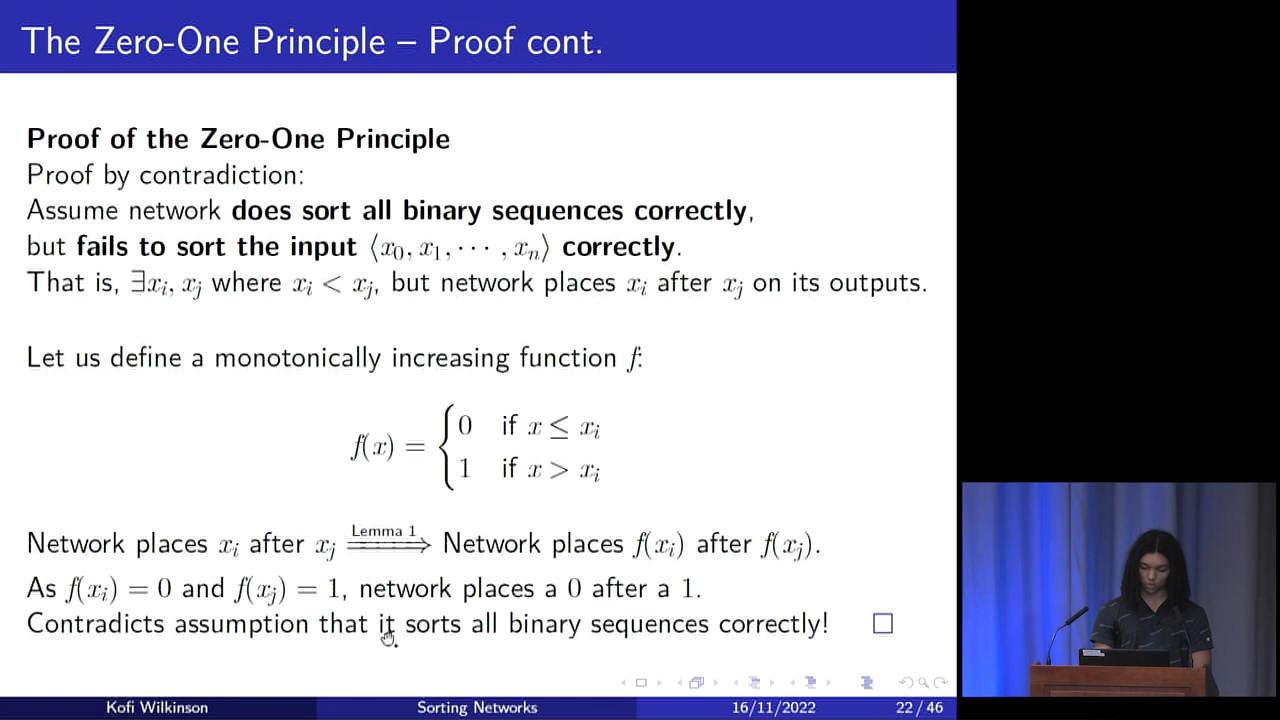 The Zero-One Principle – Proof cont.
Proof of the Zero-One Principle
Proof by contradiction:
Assume network does sort all binary sequences correctly,
but fails to sort the input ⟨x₀, x₁, ⋯ , xₙ⟩ correctly.
That is, ∃xᵢ, xⱼ where xᵢ < xⱼ, but network places xᵢ after xⱼ on its outputs.
Let us define a monotonically increasing function f:
f(x) = { 0 if x ≤ xᵢ
1 if x > xᵢ
Network places xᵢ after xⱼ ⟹ (Lemma 1) Network places f(xᵢ) after f(xⱼ).
As f(xᵢ) = 0 and f(xⱼ) = 1, network places a 0 after a 1.
Contradicts assumption that it sorts all binary sequences correctly! □
Kofi Wilkinson Sorting Networks 16/11/2022 22 / 46